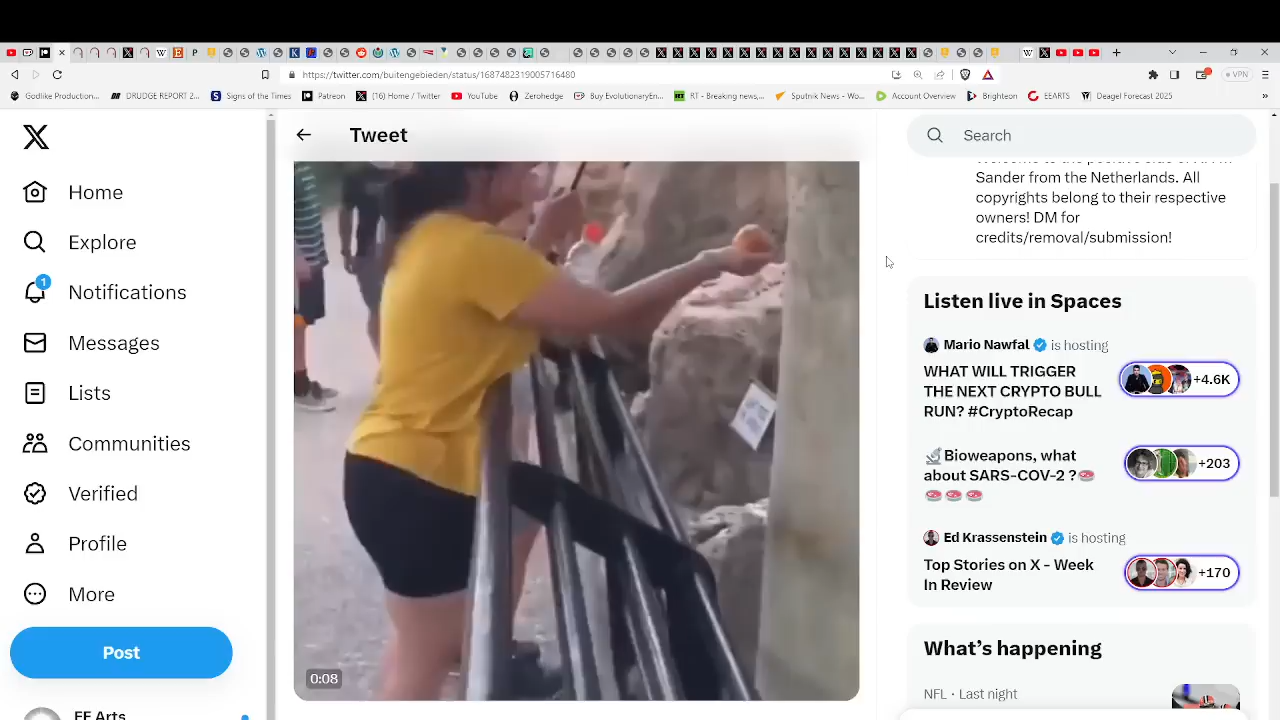 https://twitter.com/buitengebieden/status/1687482319005716480
VPN
Godlike Production...
DRUDGE REPORT 2...
Signs of the Times
Patreon
(16) Home / Twitter
YouTube
Zerohedge
Buy EvolutionaryEn...
RT - Breaking news,...
Sputnik News - Wo...
Account Overview
Brighteon
EEARTS
Deagel Forecast 2025
Home
Explore
1
Notifications
Messages
Lists
Communities
Verified
Profile
More
Post
EE Arts
Tweet
0:08
Search
Sander from the Netherlands. All
copyrights belong to their respective
owners! DM for
credits/removal/submission!
Listen live in Spaces
Mario Nawfal is hosting
WHAT WILL TRIGGER
THE NEXT CRYPTO BULL
RUN? #CryptoRecap
+4.6K
🔬Bioweapons, what
about SARS-COV-2 ?🥩
🥩🥩🥩
+203
Ed Krassenstein is hosting
Top Stories on X - Week
In Review
+170
What's happening
NFL · Last night